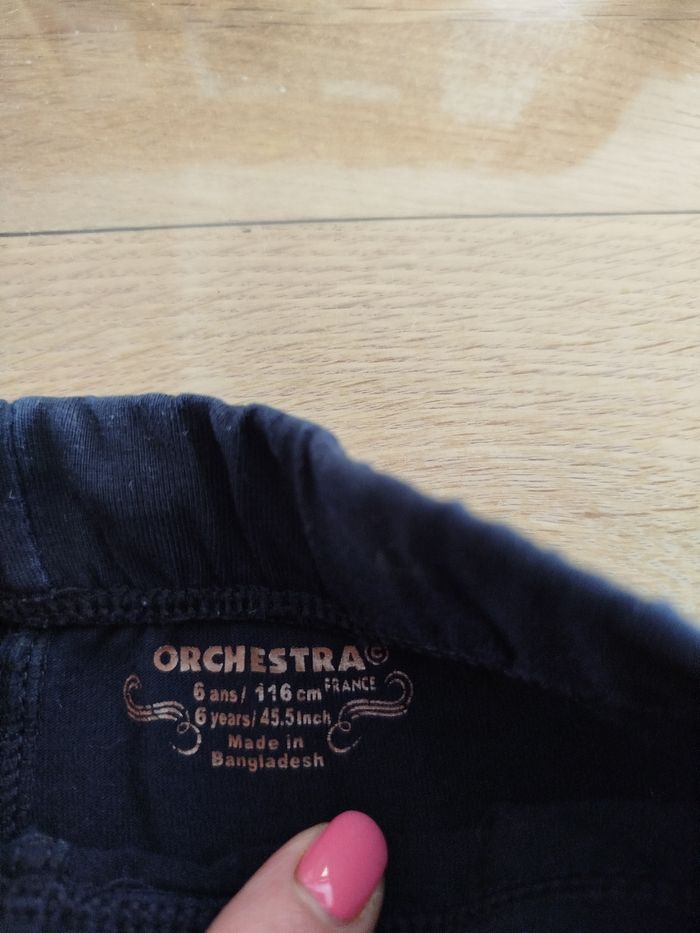 ORCHESTRA©
6 ans/ 116 cm FRANCE
6 years/ 45.5 Inch
Made in
Bangladesh